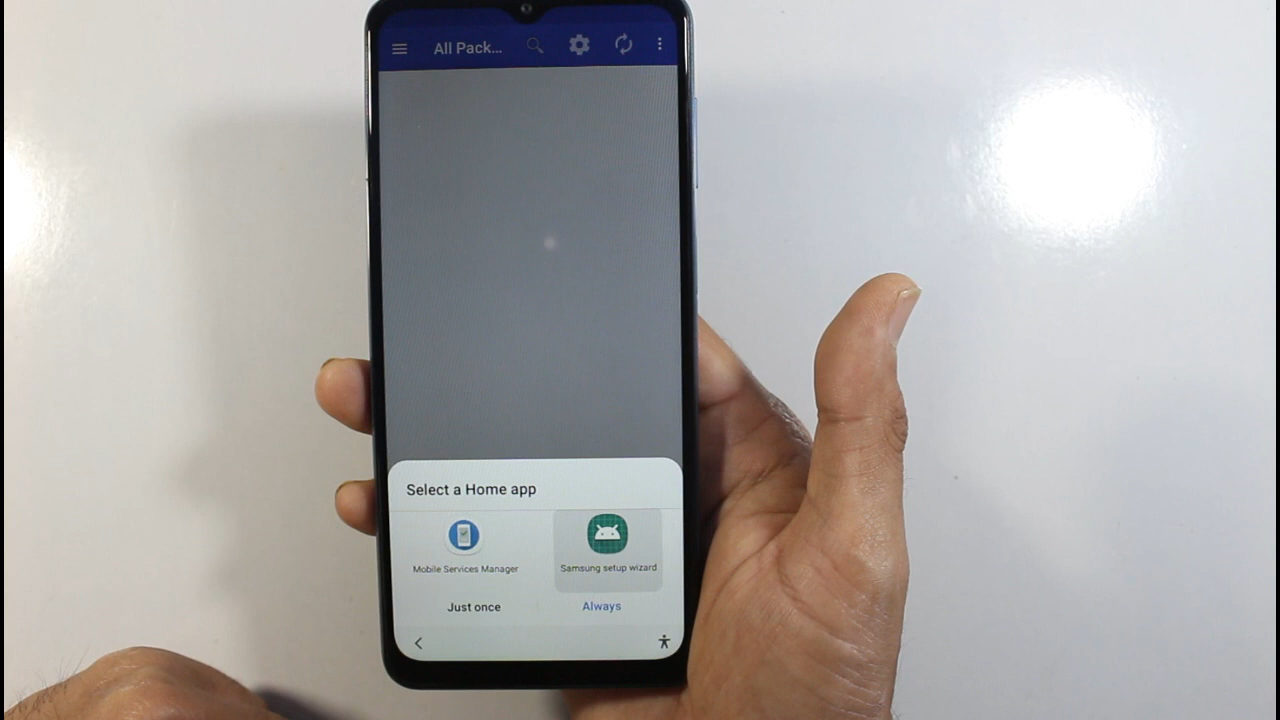 All Pack...
Select a Home app
Mobile Services Manager
Samsung setup wizard
Just once
Always